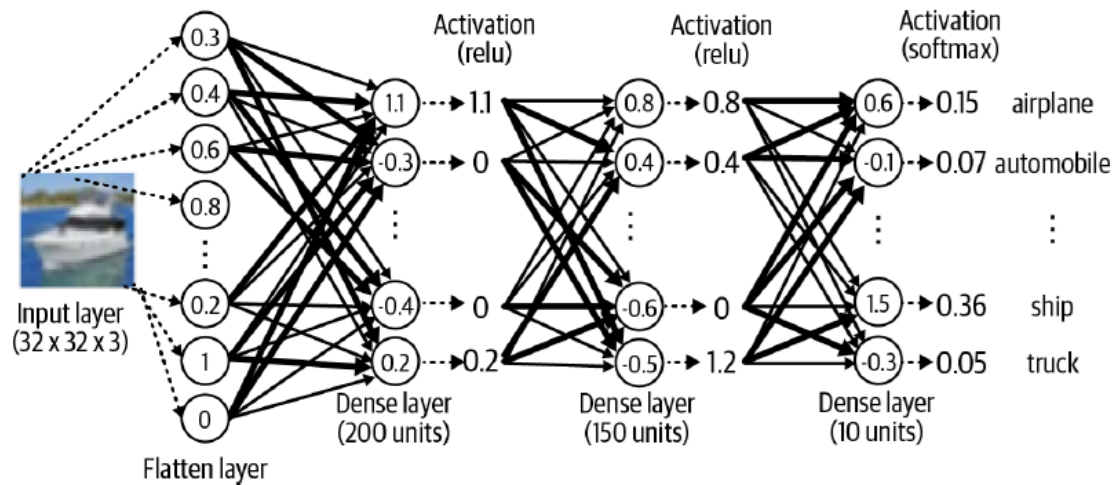 Activation
(relu)
Activation
(relu)
Activation
(softmax)
0.3
0.4
0.6
0.8
⋮
0.2
1
0
Input layer
(32 x 32 x 3)
Flatten layer
1.1
-0.3
⋮
-0.4
0.2
Dense layer
(200 units)
1.1
0
0
0.2
0.8
0.4
⋮
-0.6
-0.5
Dense layer
(150 units)
0.8
0.4
0
1.2
0.6
-0.1
⋮
1.5
-0.3
Dense layer
(10 units)
0.15 airplane
0.07 automobile
⋮
0.36 ship
0.05 truck